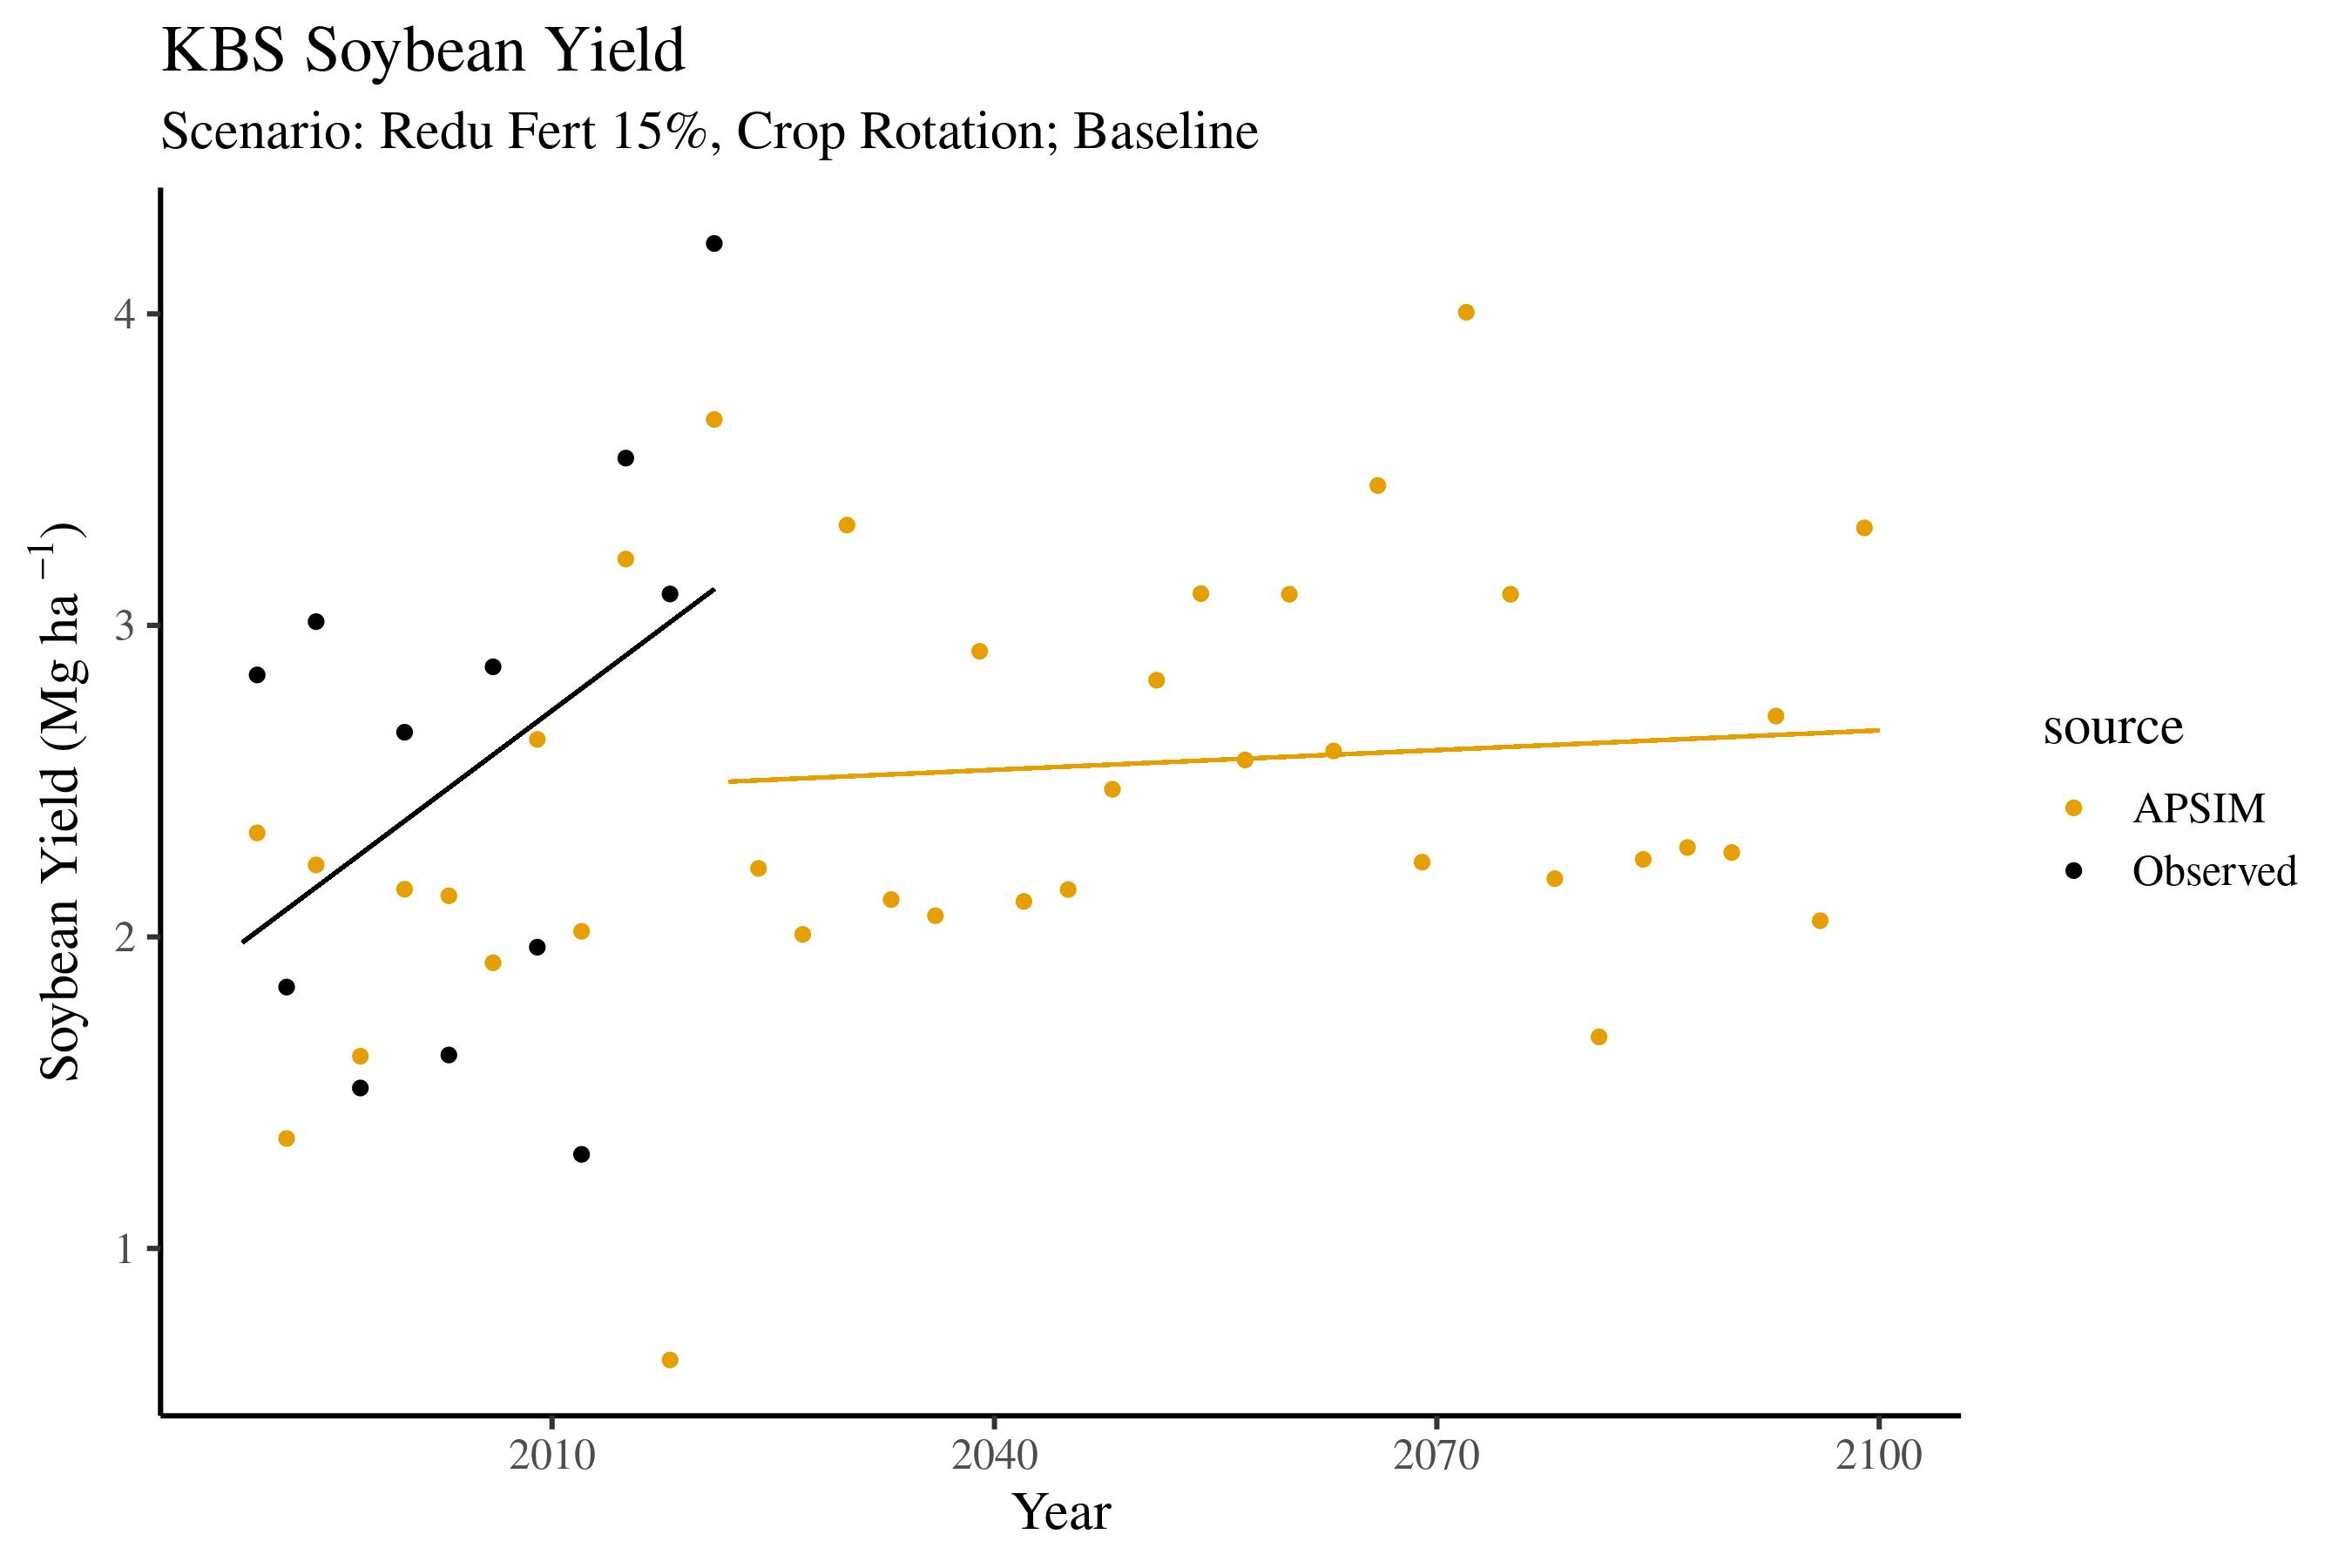 KBS Soybean Yield
Scenario: Redu Fert 15%, Crop Rotation; Baseline
Soybean Yield (Mg ha −1)
4
3
2
1
2010
2040
2070
2100
Year
source
APSIM
Observed